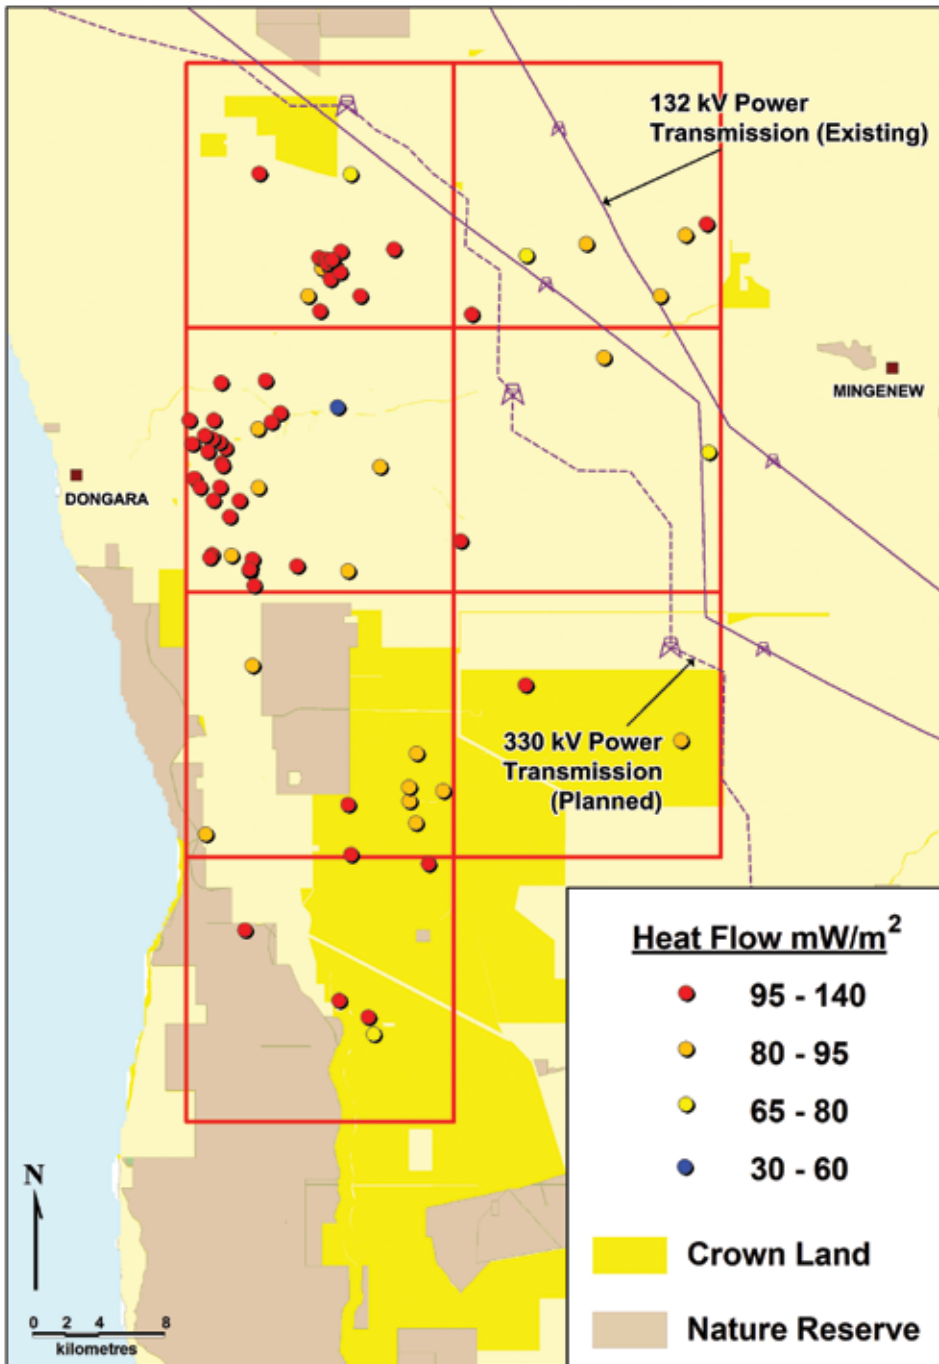 132 kV Power
Transmission (Existing)
MINGENEW
DONGARA
330 kV Power
Transmission
(Planned)
Heat Flow mW/m²
95 - 140
80 - 95
65 - 80
30 - 60
Crown Land
Nature Reserve
N
0 2 4 8
kilometres